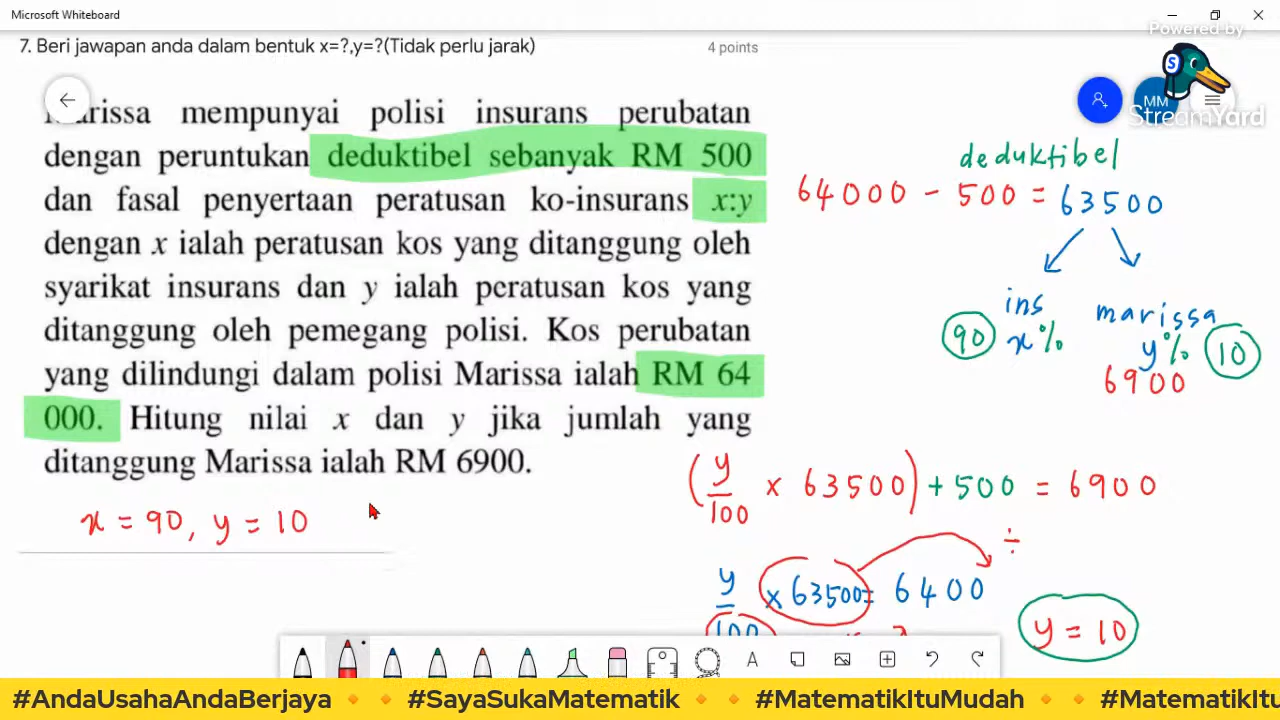 Microsoft Whiteboard
7. Beri jawapan anda dalam bentuk x=?,y=?(Tidak perlu jarak)
4 points
Powered by
StreamYard
MM
Marissa mempunyai polisi insurans perubatan
dengan peruntukan deduktibel sebanyak RM 500
dan fasal penyertaan peratusan ko-insurans x:y
dengan x ialah peratusan kos yang ditanggung oleh
syarikat insurans dan y ialah peratusan kos yang
ditanggung oleh pemegang polisi. Kos perubatan
yang dilindungi dalam polisi Marissa ialah RM 64
000. Hitung nilai x dan y jika jumlah yang
ditanggung Marissa ialah RM 6900.
x = 90, y = 10
deduktibel
64000 - 500 = 63500
ins
marissa
90 x%
y% 10
6900
(y/100 × 63500) + 500 = 6900
÷
y/100 × 63500 = 6400
y = 10
A
#AndaUsahaAndaBerjaya #SayaSukaMatematik #MatematikItuMudah #MatematikItu